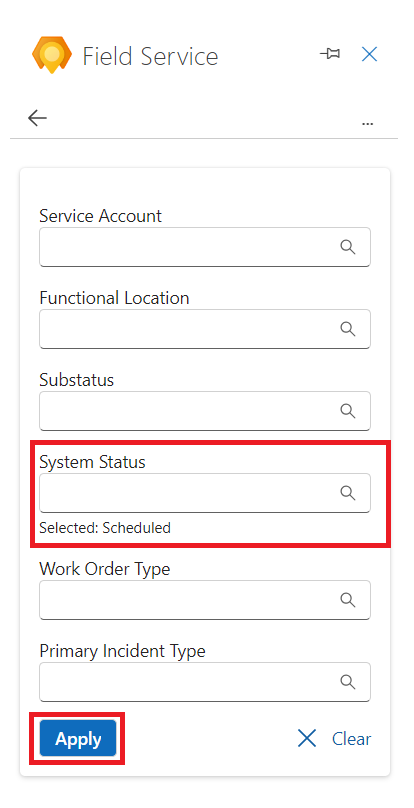 Field Service
...
Service Account
Functional Location
Substatus
System Status
Selected: Scheduled
Work Order Type
Primary Incident Type
Apply
Clear